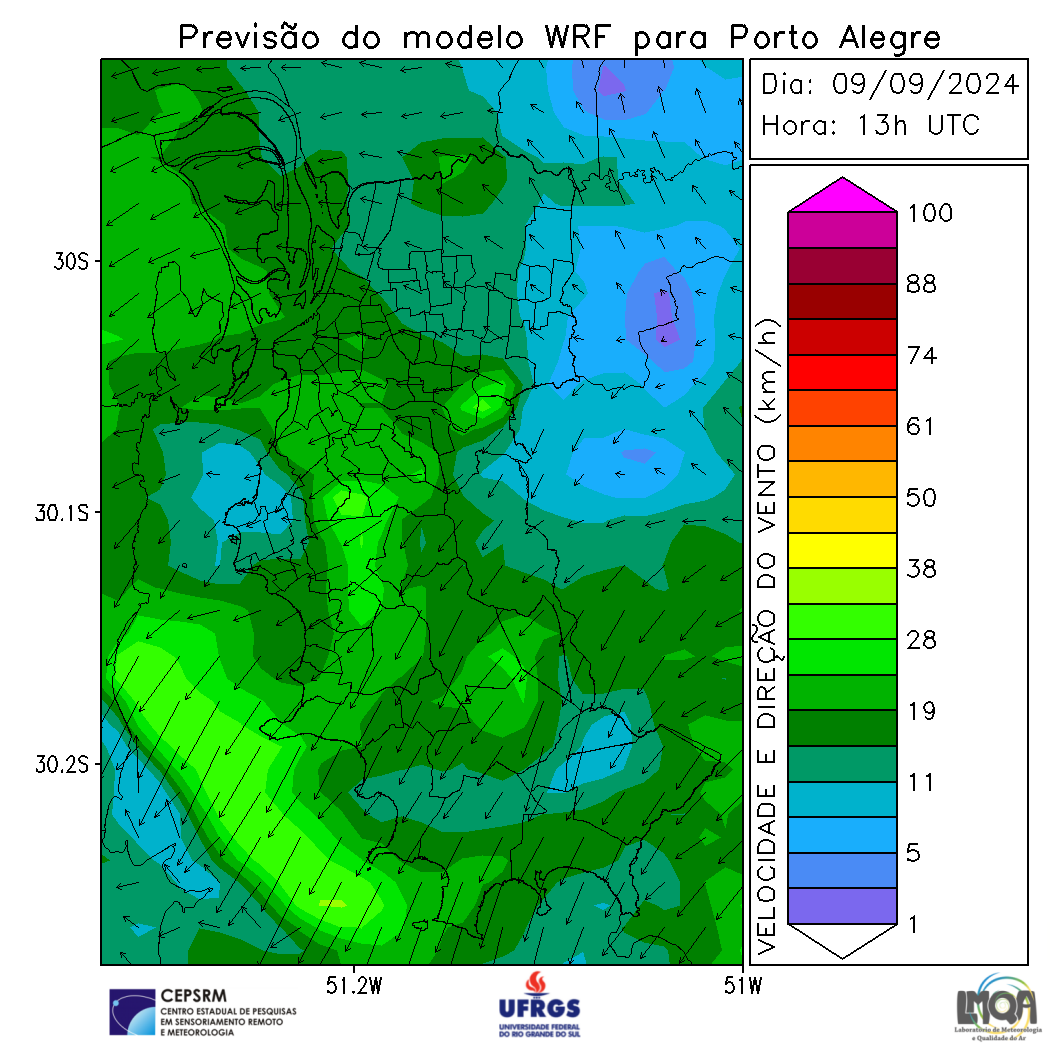 Previsão do modelo WRF para Porto Alegre
Dia: 09/09/2024
Hora: 13h UTC
30S
30.1S
30.2S
51.2W
51W
VELOCIDADE E DIREÇÃO DO VENTO (km/h)
100
88
74
61
50
38
28
19
11
5
1
CEPSRM
CENTRO ESTADUAL DE PESQUISAS
EM SENSORIAMENTO REMOTO
E METEOROLOGIA
UFRGS
UNIVERSIDADE FEDERAL
DO RIO GRANDE DO SUL
LMQA
Laboratório de Meteorologia
e Qualidade do Ar